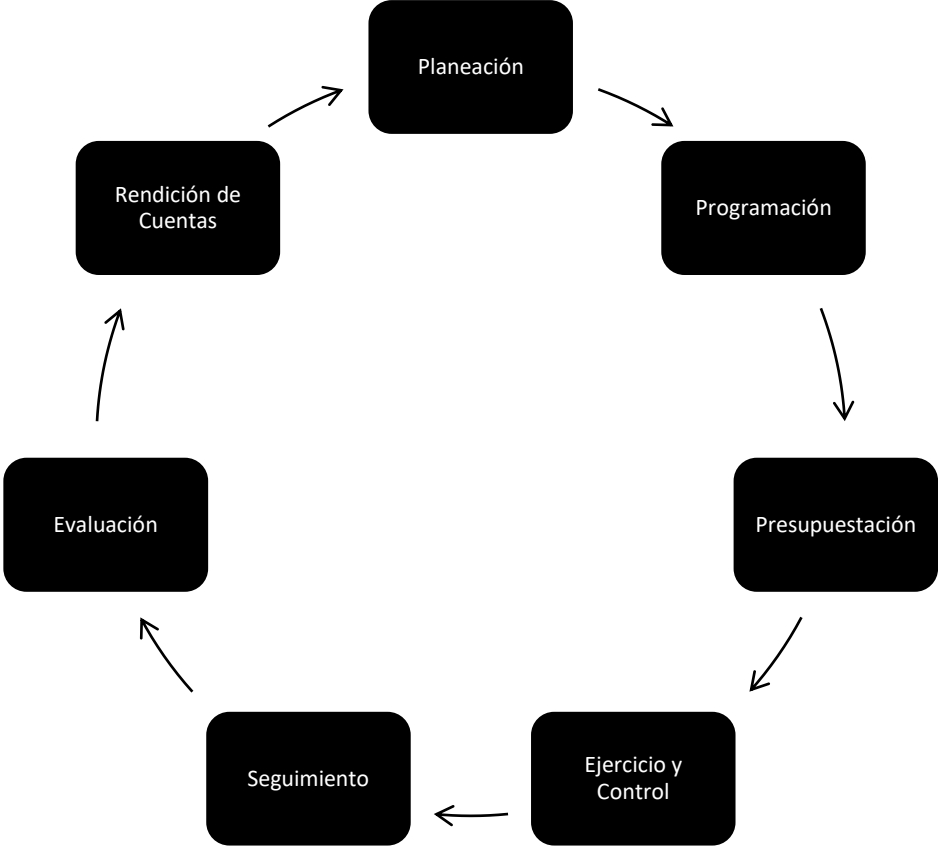 Planeación
Programación
Presupuestación
Ejercicio y
Control
Seguimiento
Evaluación
Rendición de
Cuentas